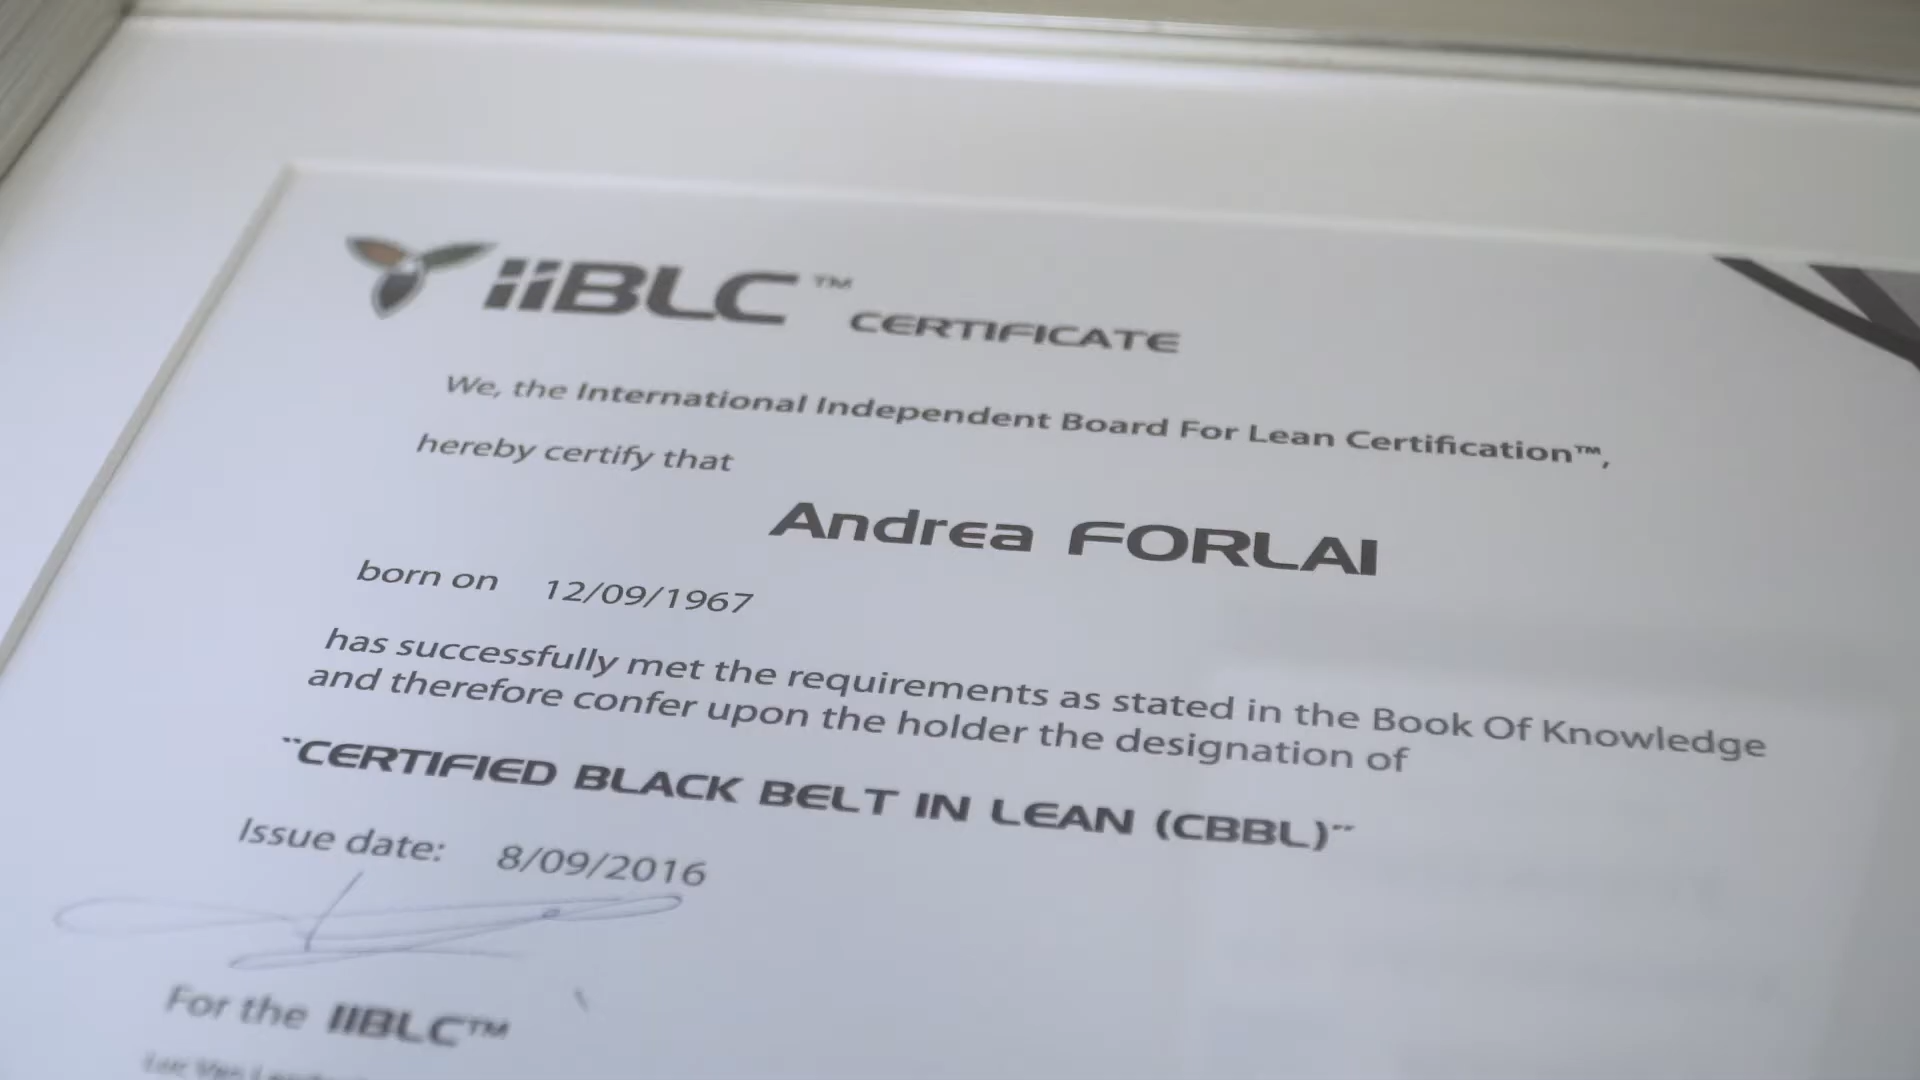 iiBLC™ CERTIFICATE
We, the International Independent Board For Lean Certification™,
hereby certify that
Andrea FORLAI
born on 12/09/1967
has successfully met the requirements as stated in the Book Of Knowledge
and therefore confer upon the holder the designation of
¨CERTIFIED BLACK BELT IN LEAN (CBBL)¨
Issue date: 8/09/2016
For the IIBLC™